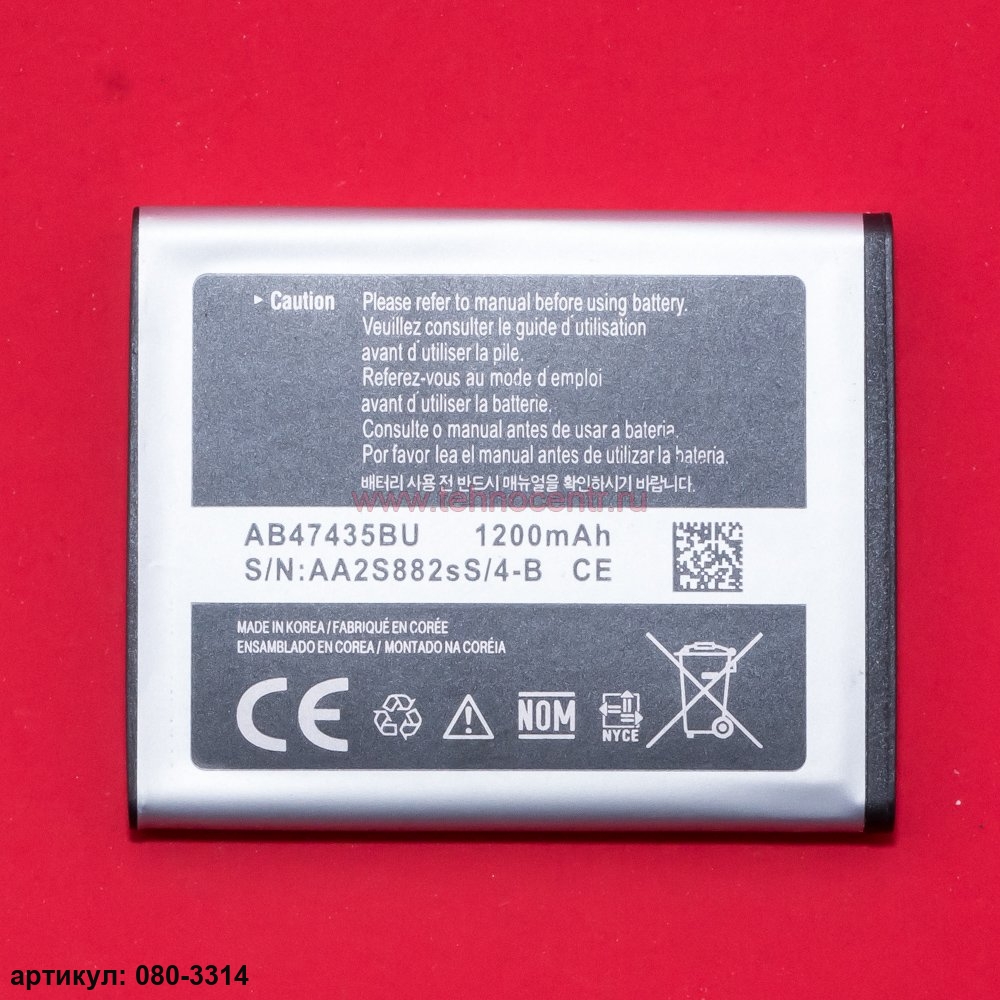 ▸ Caution Please refer to manual before using battery.
Veuillez consulter le guide d'utilisation
avant d'utiliser la pile.
Referez-vous au mode d'emploi
avant d'utiliser la batterie.
Consulte o manual antes de usar a bateria.
Por favor lea el manual antes de utilizar la batería.
배터리 사용 전 반드시 매뉴얼을 확인하시기 바랍니다.
www.tehnocentr.ru
AB47435BU 1200mAh
S/N:AA2S882sS/4-B CE
MADE IN KOREA / FABRIQUÉ EN CORÉE
ENSAMBLADO EN COREA / MONTADO NA CORÉIA
CE
NOM
NYCE
артикул: 080-3314